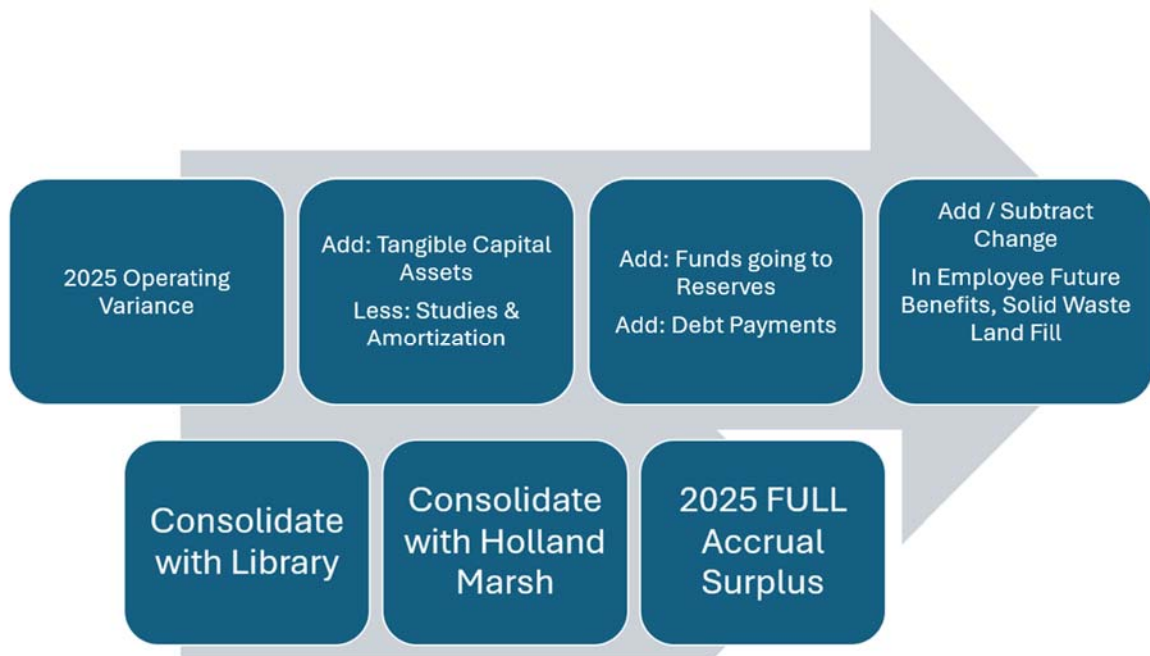 2025 Operating
Variance
Add: Tangible Capital
Assets
Less: Studies &
Amortization
Add: Funds going to
Reserves
Add: Debt Payments
Add / Subtract
Change
In Employee Future
Benefits, Solid Waste
Land Fill
Consolidate
with Library
Consolidate
with Holland
Marsh
2025 FULL
Accrual
Surplus